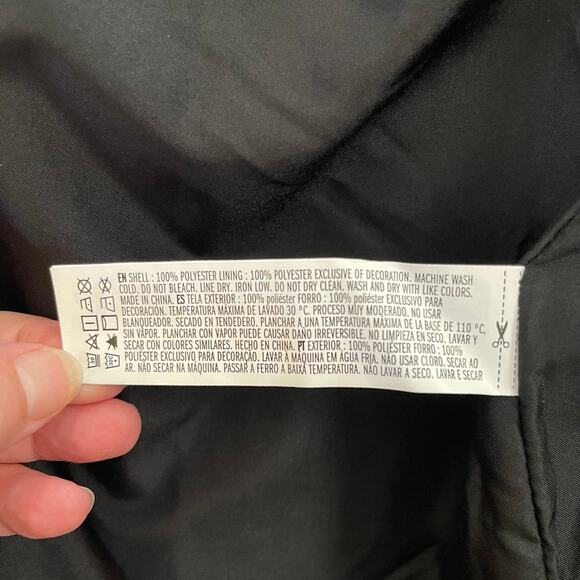 EN SHELL : 100% POLYESTER LINING : 100% POLYESTER EXCLUSIVE OF DECORATION. MACHINE WASH
COLD. DO NOT BLEACH. LINE DRY. IRON LOW. DO NOT DRY CLEAN. WASH AND DRY WITH LIKE COLORS.
MADE IN CHINA. ES TELA EXTERIOR : 100% poliéster FORRO : 100% poliéster EXCLUSIVO PARA
DECORACIÓN. TEMPERATURA MÁXIMA DE LAVADO 30 °C. PROCESO MUY MODERADO. NO USAR
BLANQUEADOR. SECADO EN TENDEDERO. PLANCHAR A UNA TEMPERATURA MÁXIMA DE LA BASE DE 110 °C,
SIN VAPOR. PLANCHAR CON VAPOR PUEDE CAUSAR DAÑO IRREVERSIBLE. NO LIMPIEZA EN SECO. LAVAR Y
SECAR CON COLORES SIMILARES. HECHO EN CHINA. PT EXTERIOR : 100% POLIÉSTER FORRO : 100%
POLIÉSTER EXCLUSIVO PARA DECORAÇÃO. LAVAR À MÁQUINA EM ÁGUA FRIA. NÃO USAR CLORO. SECAR AO
AR. NÃO SECAR NA MÁQUINA. PASSAR A FERRO A BAIXA TEMPERATURA. NÃO LAVAR A SECO. LAVAR E SECAR